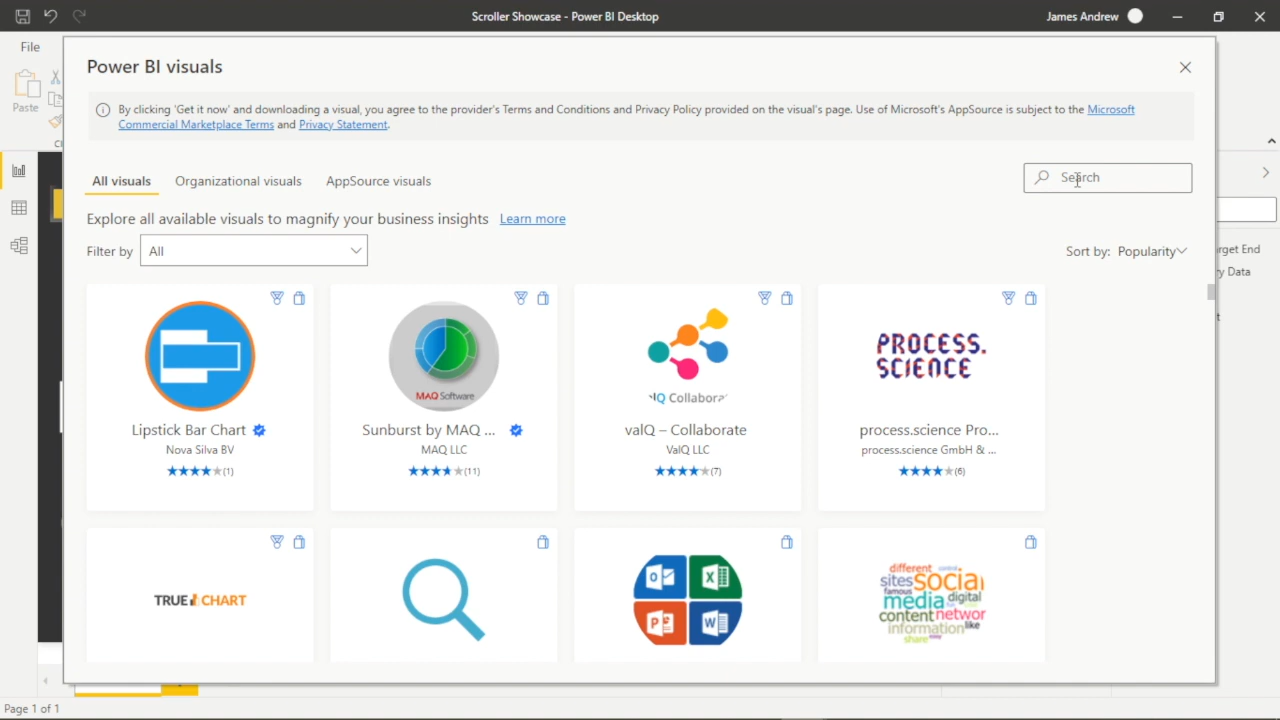 Scroller Showcase - Power BI Desktop
James Andrew
File
Paste
Power BI visuals
By clicking 'Get it now' and downloading a visual, you agree to the provider's Terms and Conditions and Privacy Policy provided on the visual's page. Use of Microsoft's AppSource is subject to the Microsoft
Commercial Marketplace Terms and Privacy Statement.
All visuals
Organizational visuals
AppSource visuals
Search
Explore all available visuals to magnify your business insights Learn more
Filter by
All
Sort by: Popularity
rget End
y Data
t
MAQ Software
IQ Collabora
PROCESS.
SCIENCE
Lipstick Bar Chart
Nova Silva BV
(1)
Sunburst by MAQ ...
MAQ LLC
(11)
valQ – Collaborate
ValQ LLC
(7)
process.science Pro...
process.science GmbH & ...
(6)
TRUE CHART
O
X
P
W
different
sites social
famous
media digital
content networ
information like
share
Page 1 of 1